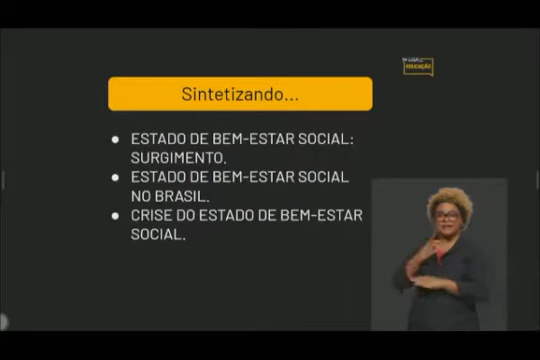 EDUCAÇÃO
Sintetizando...
● ESTADO DE BEM-ESTAR SOCIAL:
SURGIMENTO.
● ESTADO DE BEM-ESTAR SOCIAL
NO BRASIL.
● CRISE DO ESTADO DE BEM-ESTAR
SOCIAL.